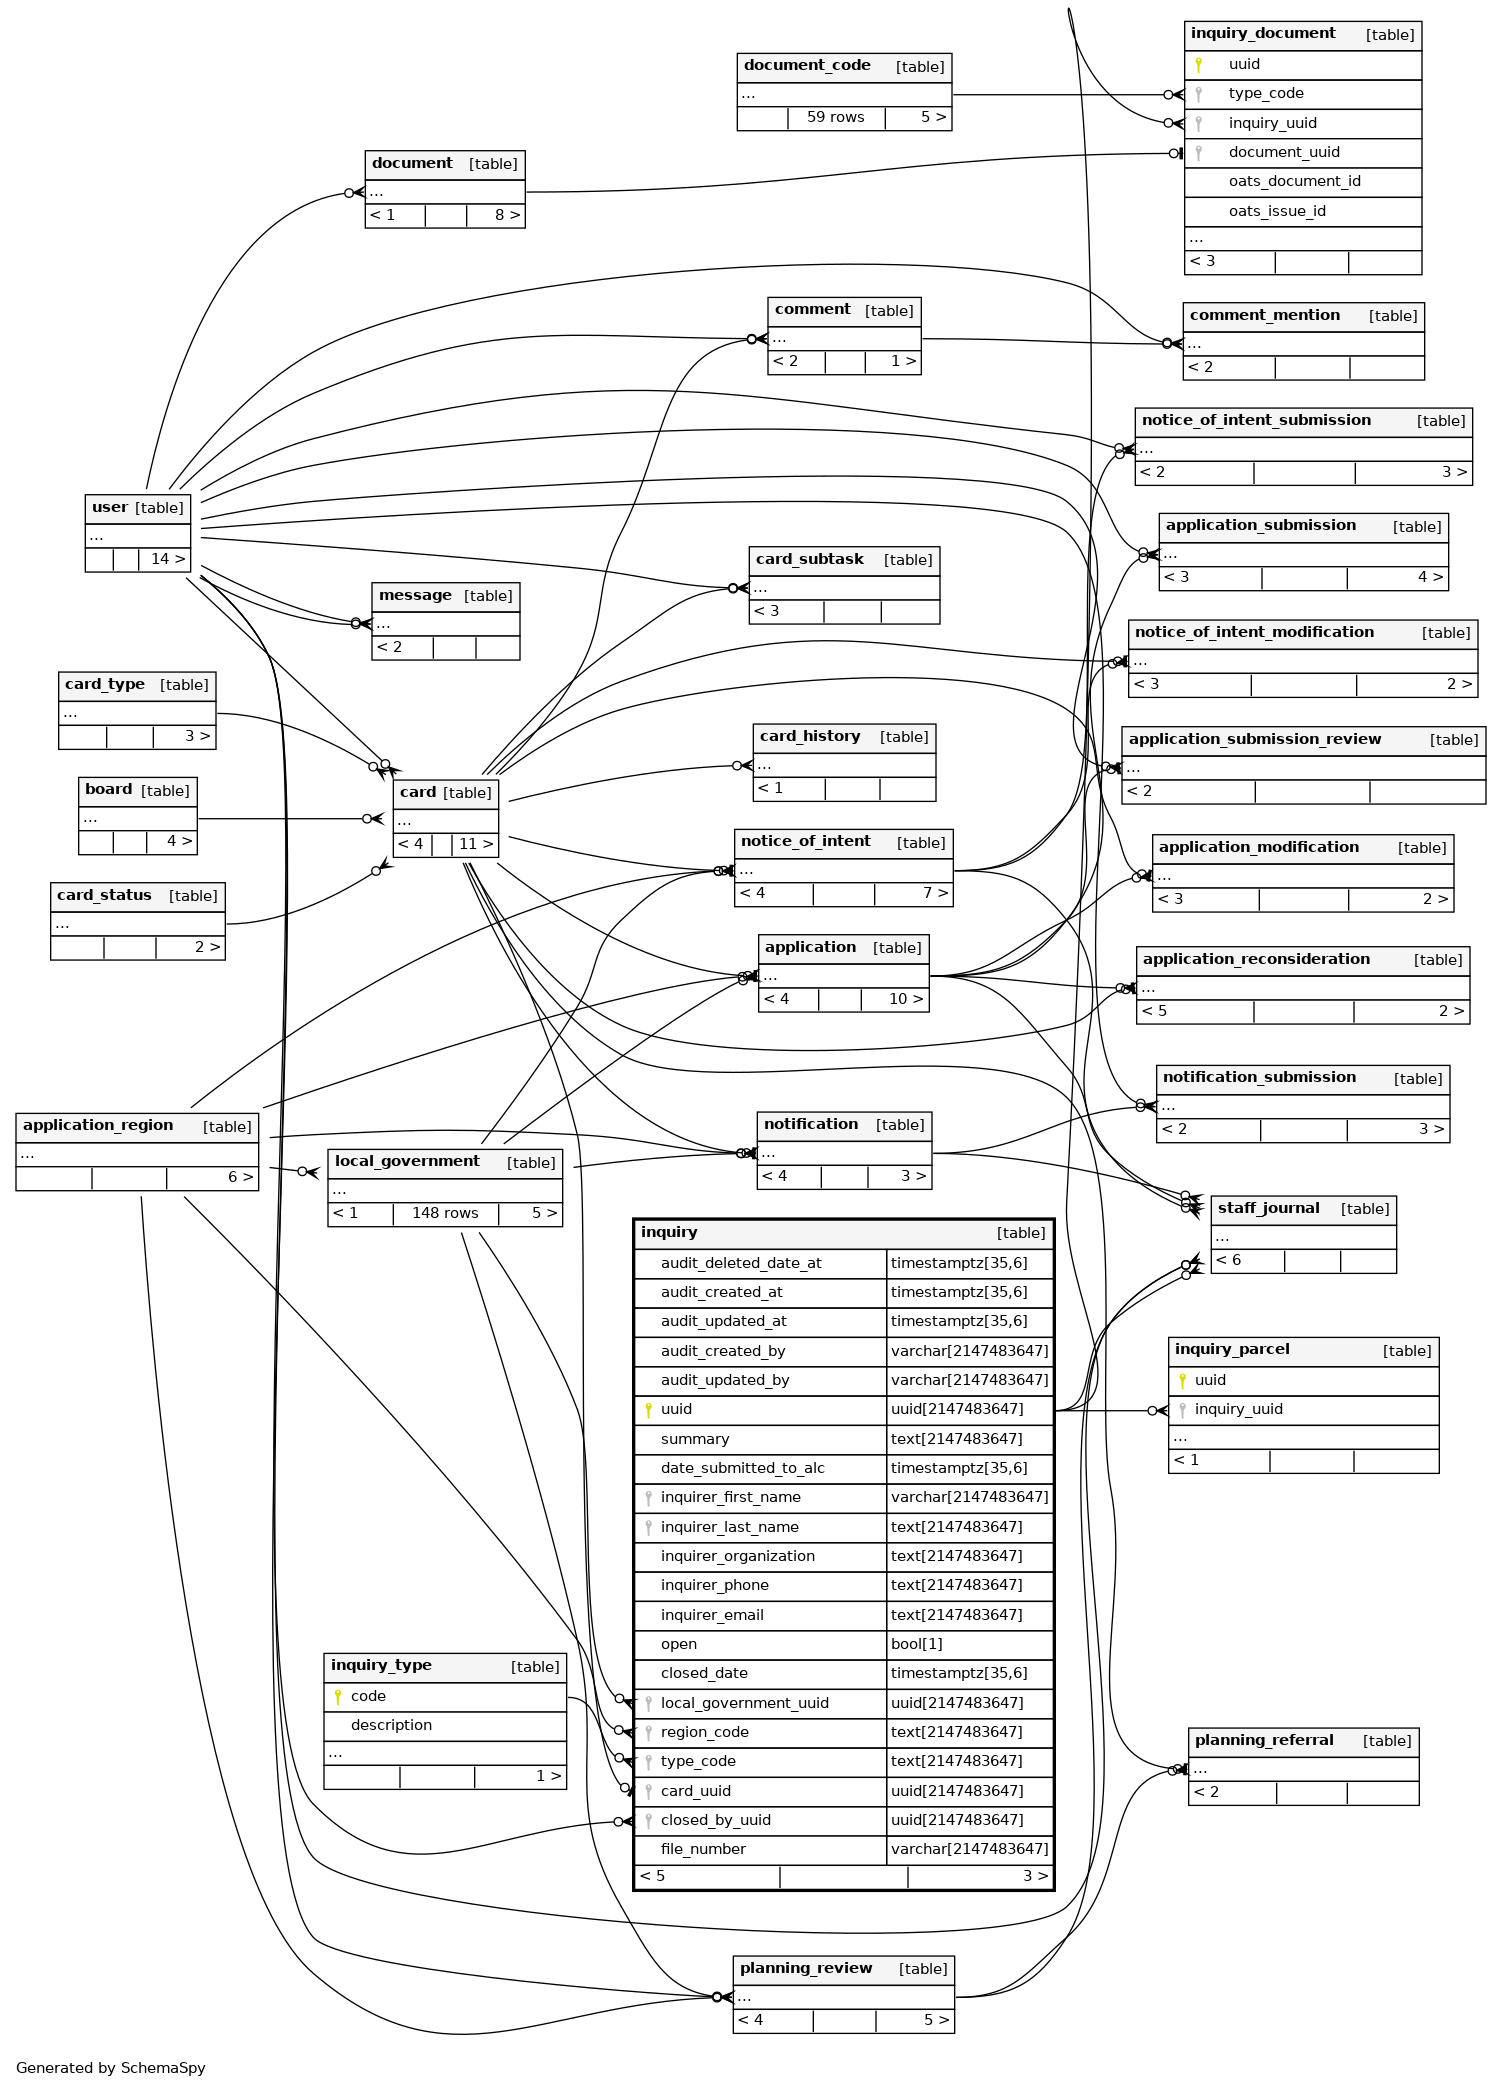 inquiry_document [table]
uuid
type_code
inquiry_uuid
document_uuid
oats_document_id
oats_issue_id
...
< 3
document_code [table]
...
59 rows 5 >
document [table]
...
< 1 8 >
comment [table]
...
< 2 1 >
comment_mention [table]
...
< 2
notice_of_intent_submission [table]
...
< 2 3 >
user [table]
...
14 >
application_submission [table]
...
< 3 4 >
card_subtask [table]
...
< 3
message [table]
...
< 2
notice_of_intent_modification [table]
...
< 3 2 >
card_type [table]
...
3 >
card_history [table]
...
< 1
application_submission_review [table]
...
< 2
board [table]
...
4 >
card [table]
...
< 4 11 >
notice_of_intent [table]
...
< 4 7 >
application_modification [table]
...
< 3 2 >
card_status [table]
...
2 >
application [table]
...
< 4 10 >
application_reconsideration [table]
...
< 5 2 >
notification_submission [table]
...
< 2 3 >
application_region [table]
...
6 >
local_government [table]
...
< 1 148 rows 5 >
notification [table]
...
< 4 3 >
staff_journal [table]
...
< 6
inquiry [table]
audit_deleted_date_at timestamptz[35,6]
audit_created_at timestamptz[35,6]
audit_updated_at timestamptz[35,6]
audit_created_by varchar[2147483647]
audit_updated_by varchar[2147483647]
uuid uuid[2147483647]
summary text[2147483647]
date_submitted_to_alc timestamptz[35,6]
inquirer_first_name varchar[2147483647]
inquirer_last_name text[2147483647]
inquirer_organization text[2147483647]
inquirer_phone text[2147483647]
inquirer_email text[2147483647]
open bool[1]
closed_date timestamptz[35,6]
local_government_uuid uuid[2147483647]
region_code text[2147483647]
type_code text[2147483647]
card_uuid uuid[2147483647]
closed_by_uuid uuid[2147483647]
file_number varchar[2147483647]
< 5 3 >
inquiry_parcel [table]
uuid
inquiry_uuid
...
< 1
inquiry_type [table]
code
description
...
1 >
planning_referral [table]
...
< 2
planning_review [table]
...
< 4 5 >
Generated by SchemaSpy